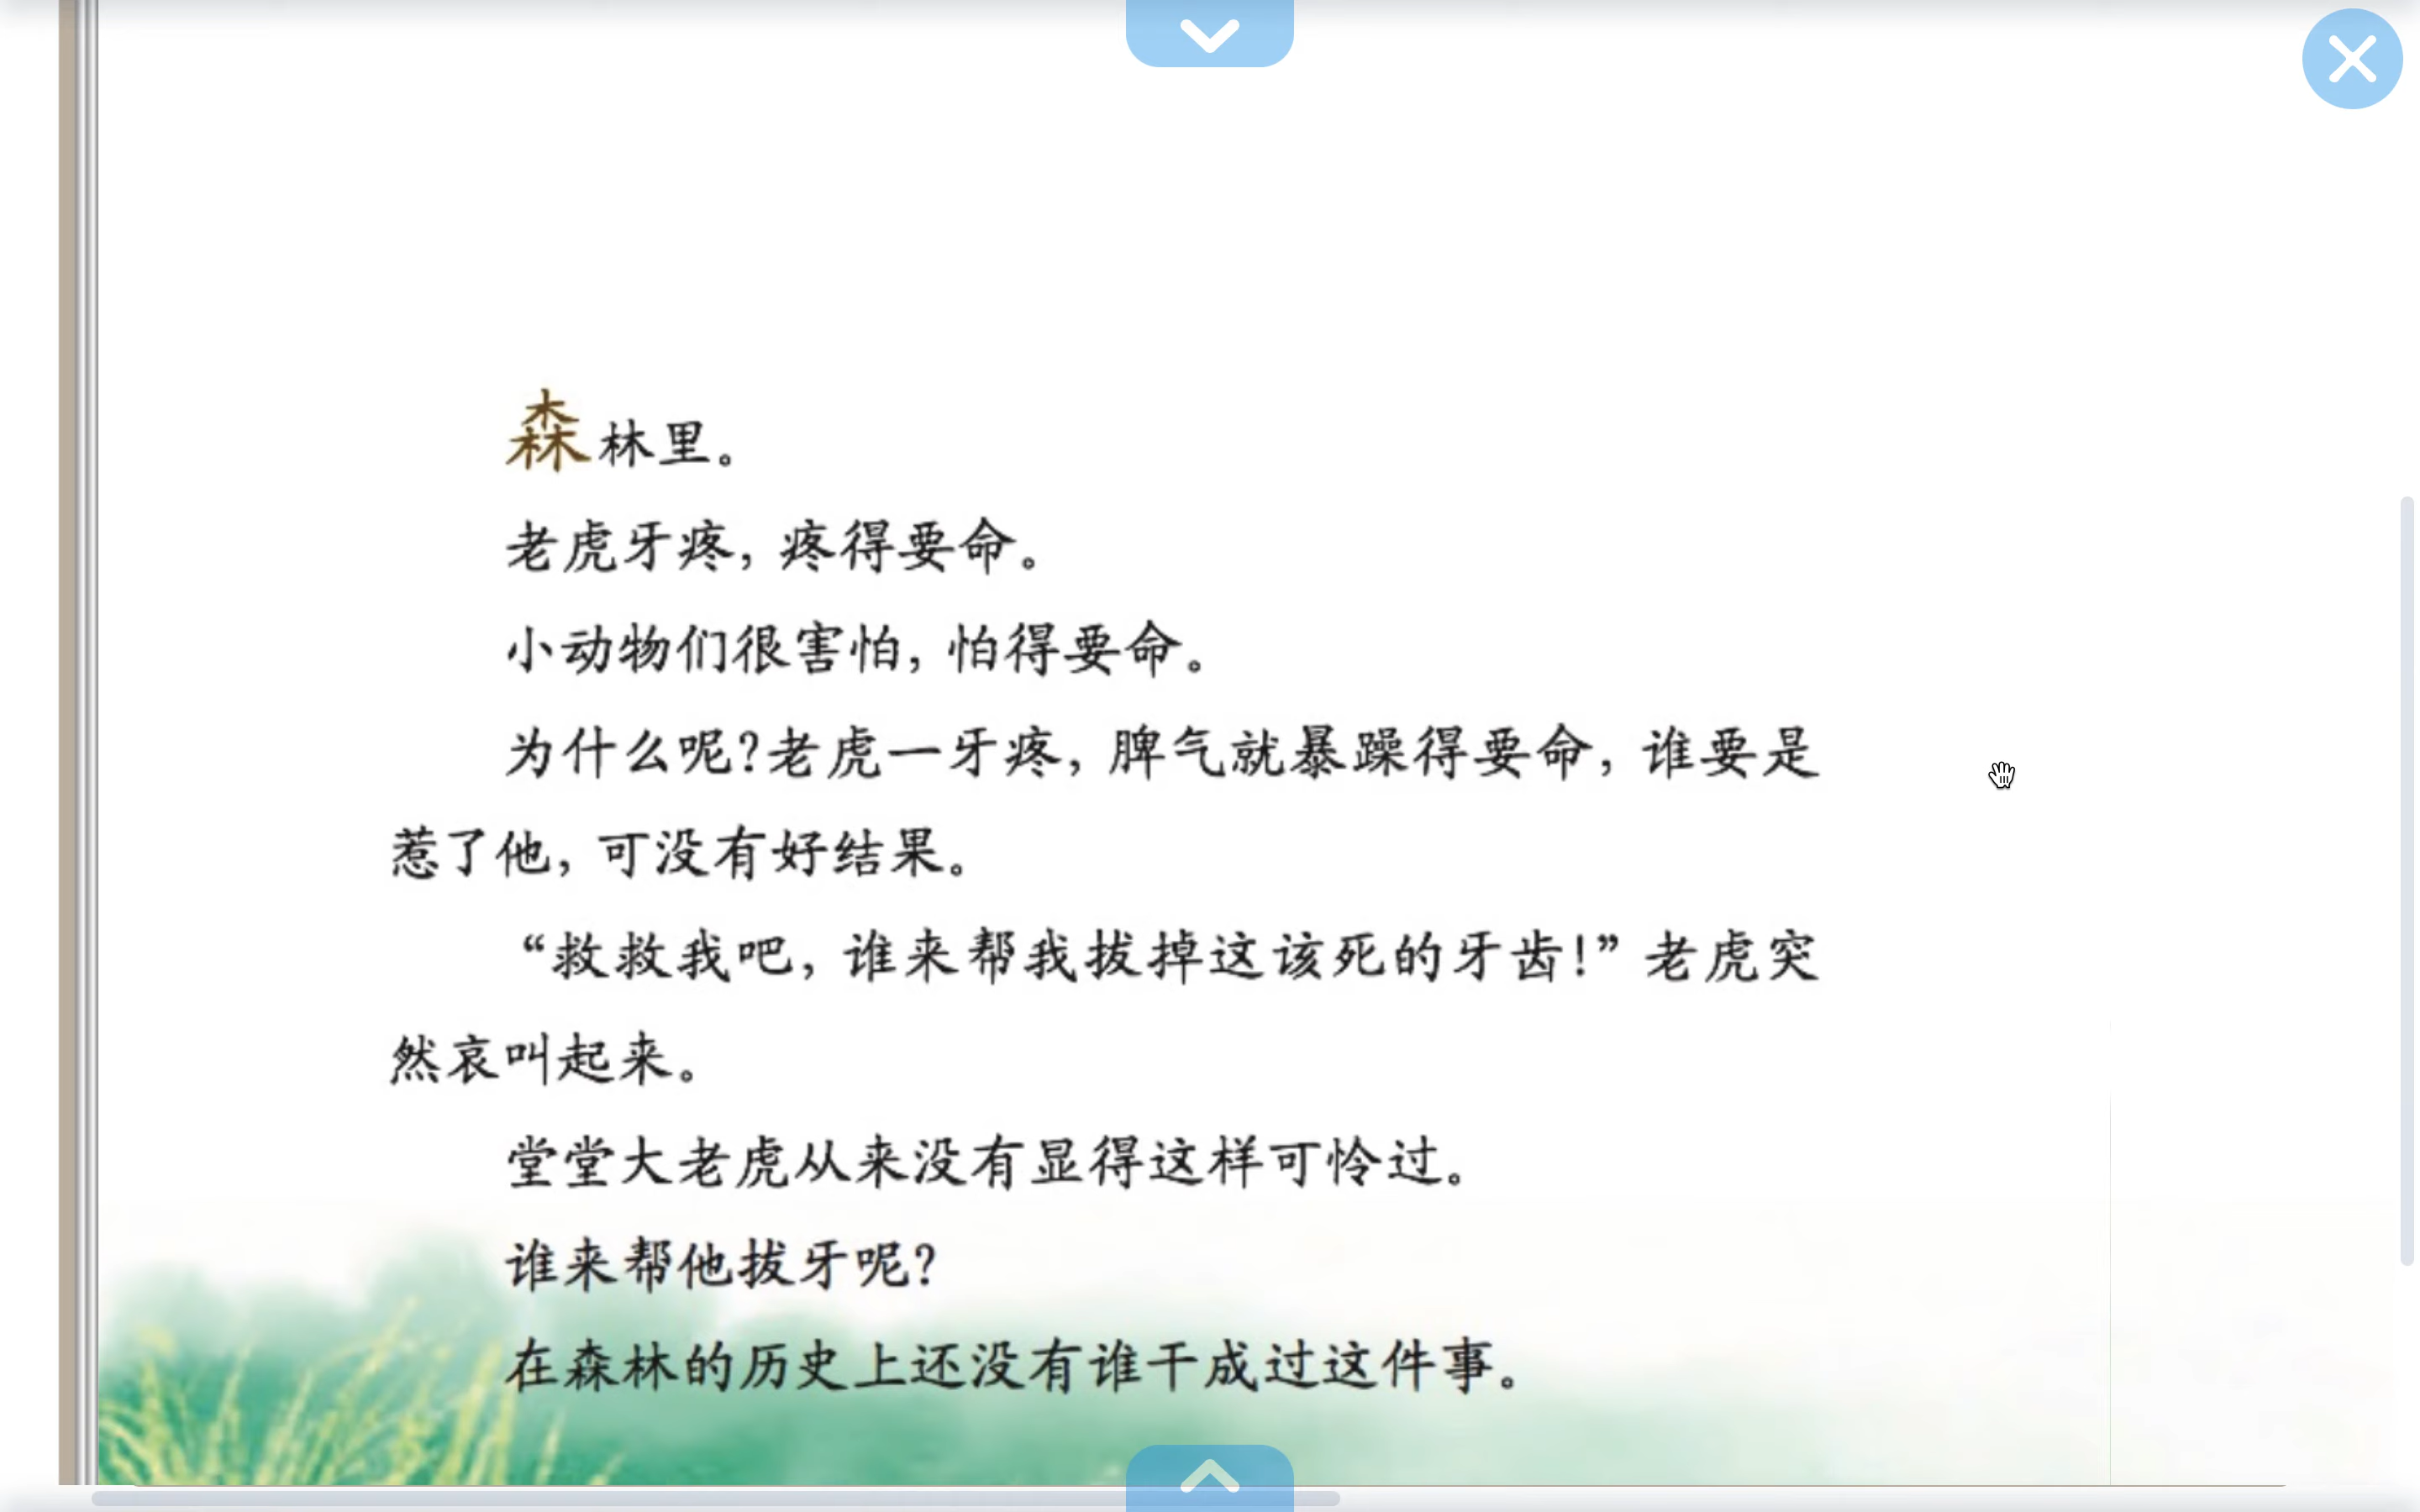 森林里。
老虎牙疼，疼得要命。
小动物们很害怕，怕得要命。
为什么呢？老虎一牙疼，脾气就暴躁得要命，谁要是
惹了他，可没有好结果。
“救救我吧，谁来帮我拔掉这该死的牙齿！”老虎突
然哀叫起来。
堂堂大老虎从来没有显得这样可怜过。
谁来帮他拔牙呢？
在森林的历史上还没有谁干成过这件事。